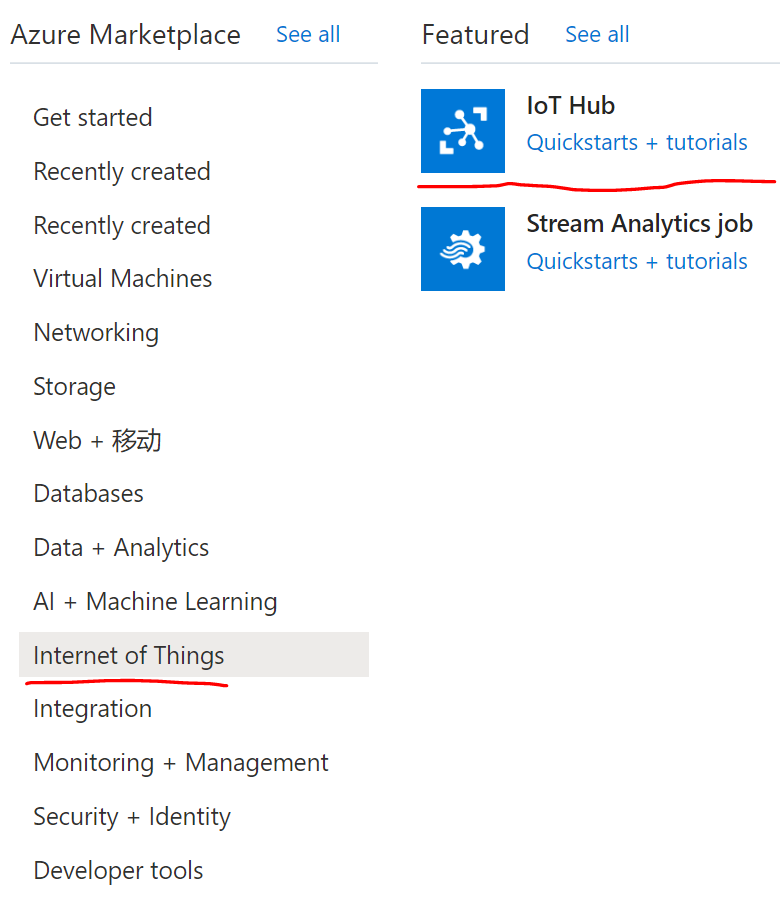 Azure Marketplace See all
Get started
Recently created
Recently created
Virtual Machines
Networking
Storage
Web + 移动
Databases
Data + Analytics
AI + Machine Learning
Internet of Things
Integration
Monitoring + Management
Security + Identity
Developer tools
Featured See all
IoT Hub
Quickstarts + tutorials
Stream Analytics job
Quickstarts + tutorials